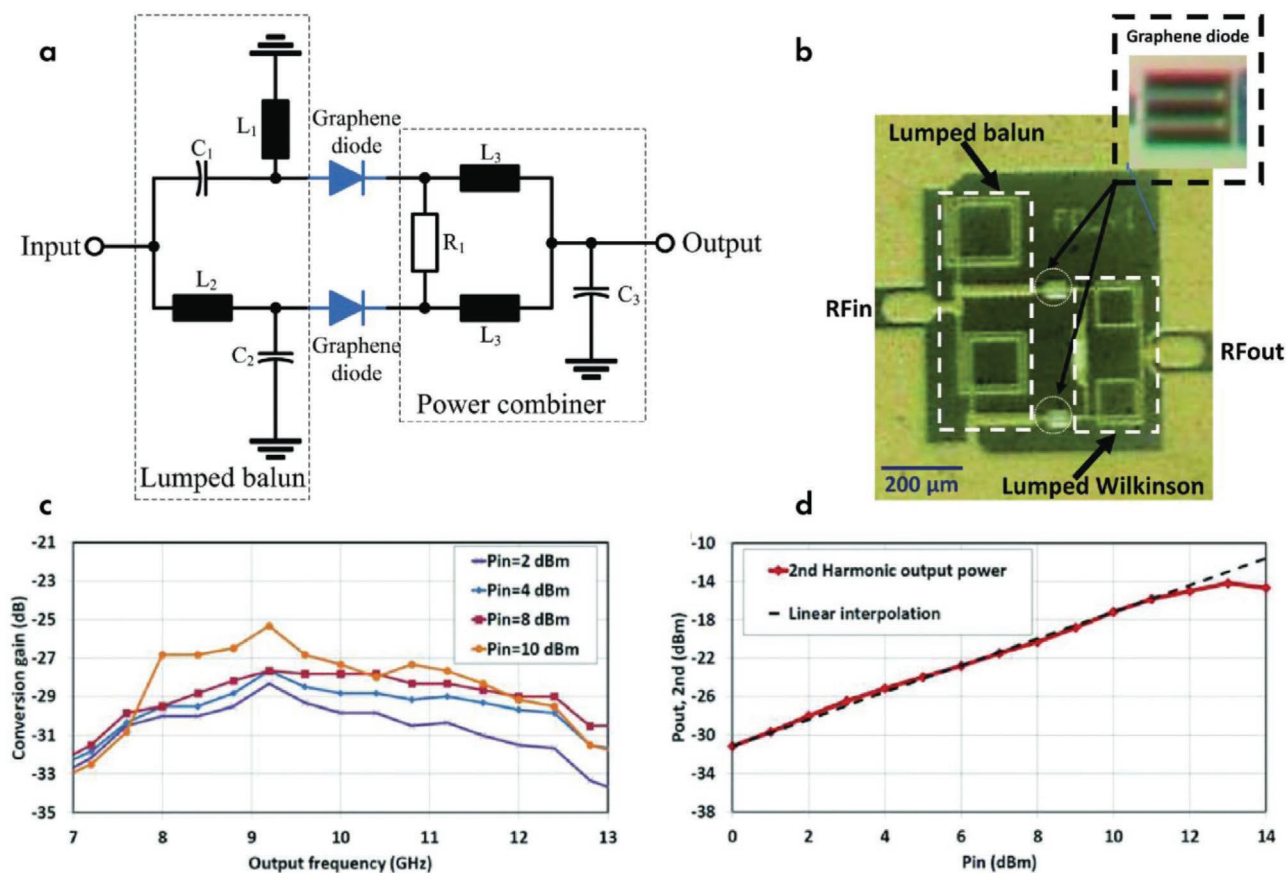 a
L₁
C₁
Graphene
diode
L₃
Input
R₁
Output
L₂
C₂
Graphene
diode
L₃
C₃
Power combiner
Lumped balun
b
Graphene diode
Lumped balun
RFin
RFout
200 µm
Lumped Wilkinson
c
-21
-23
-25
-27
-29
-31
-33
-35
Conversion gain (dB)
Pin=2 dBm
Pin=4 dBm
Pin=8 dBm
Pin=10 dBm
7 8 9 10 11 12 13
Output frequency (GHz)
d
-10
-14
-18
-22
-26
-30
-34
-38
Pout, 2nd (dBm)
2nd Harmonic output power
Linear interpolation
0 2 4 6 8 10 12 14
Pin (dBm)